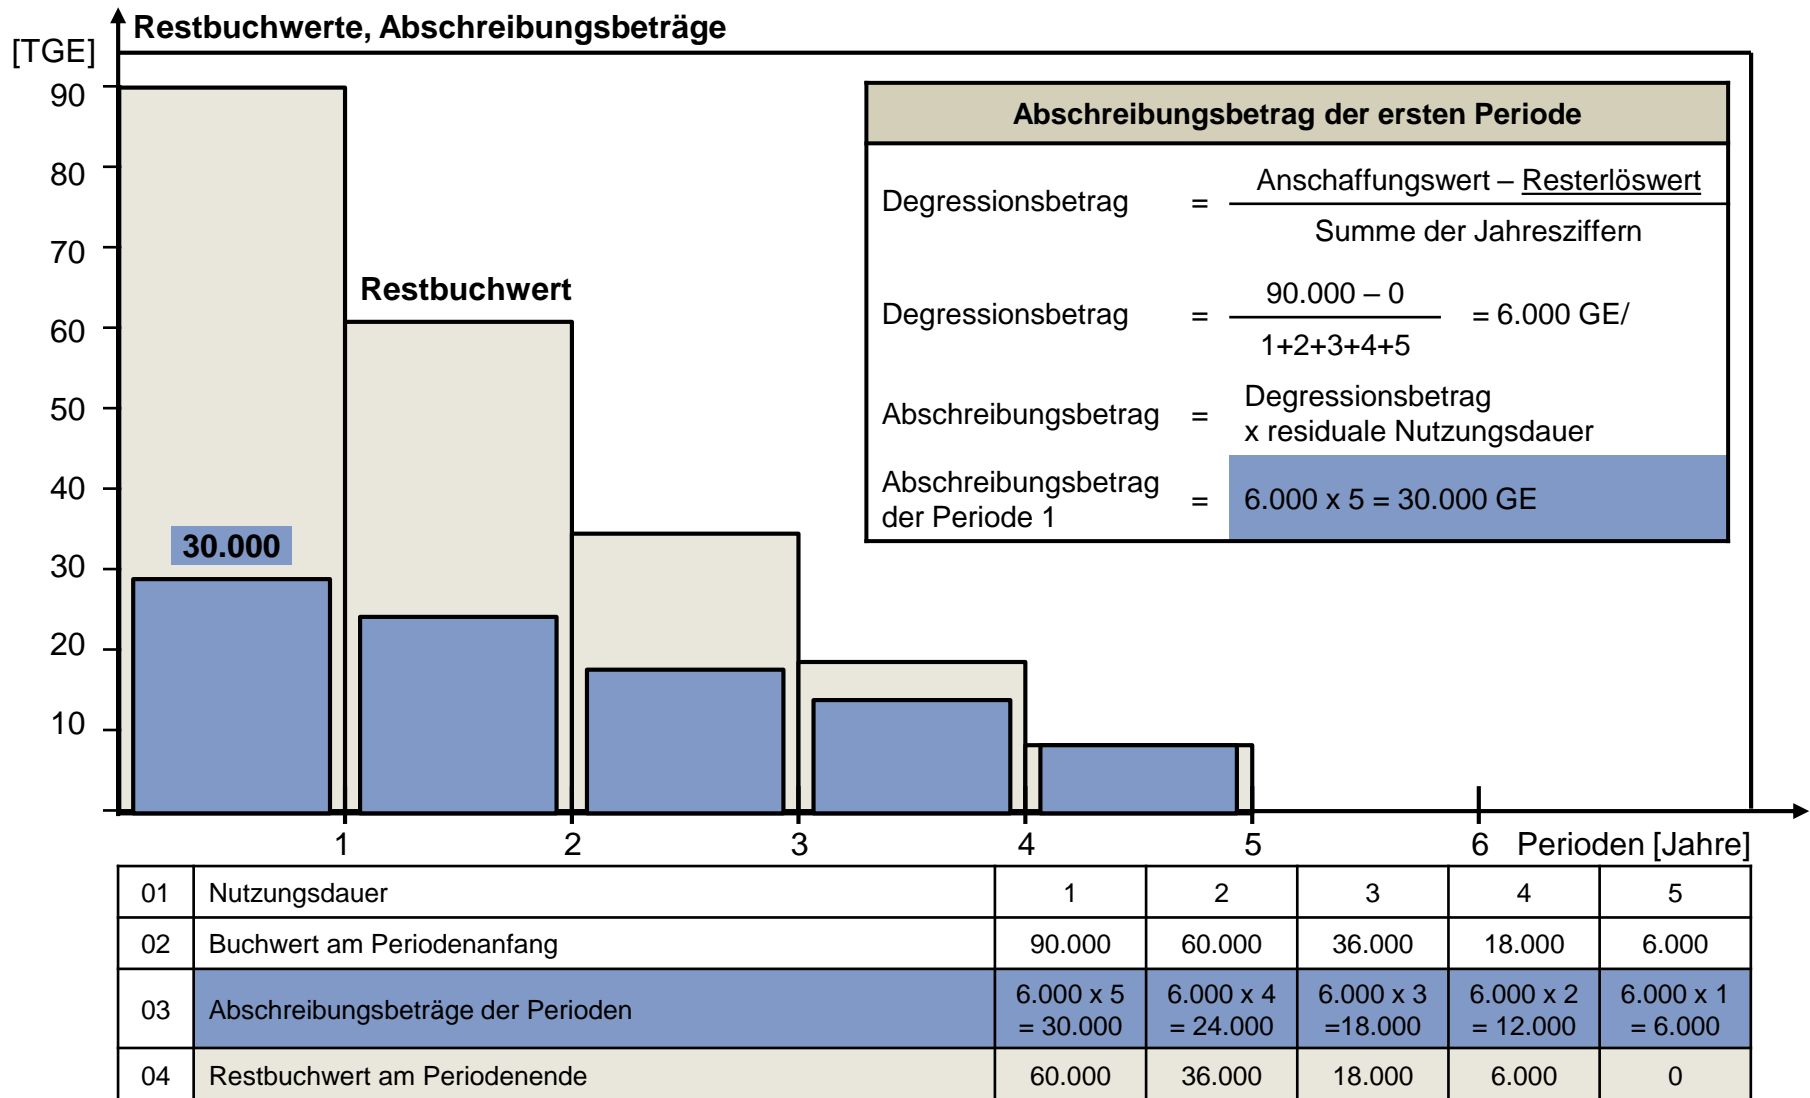 Restbuchwerte, Abschreibungsbeträge
[TGE]
90
80
70
60
50
40
30
20
10
Restbuchwert
30.000
Abschreibungsbetrag der ersten Periode
Degressionsbetrag = Anschaffungswert – Resterlöswert
Summe der Jahresziffern
Degressionsbetrag = 90.000 – 0 = 6.000 GE/
1+2+3+4+5
Abschreibungsbetrag = Degressionsbetrag
x residuale Nutzungsdauer
Abschreibungsbetrag
der Periode 1 = 6.000 x 5 = 30.000 GE
1 2 3 4 5 6 Perioden [Jahre]
01 Nutzungsdauer 1 2 3 4 5
02 Buchwert am Periodenanfang 90.000 60.000 36.000 18.000 6.000
03 Abschreibungsbeträge der Perioden 6.000 x 5 6.000 x 4 6.000 x 3 6.000 x 2 6.000 x 1
= 30.000 = 24.000 =18.000 = 12.000 = 6.000
04 Restbuchwert am Periodenende 60.000 36.000 18.000 6.000 0